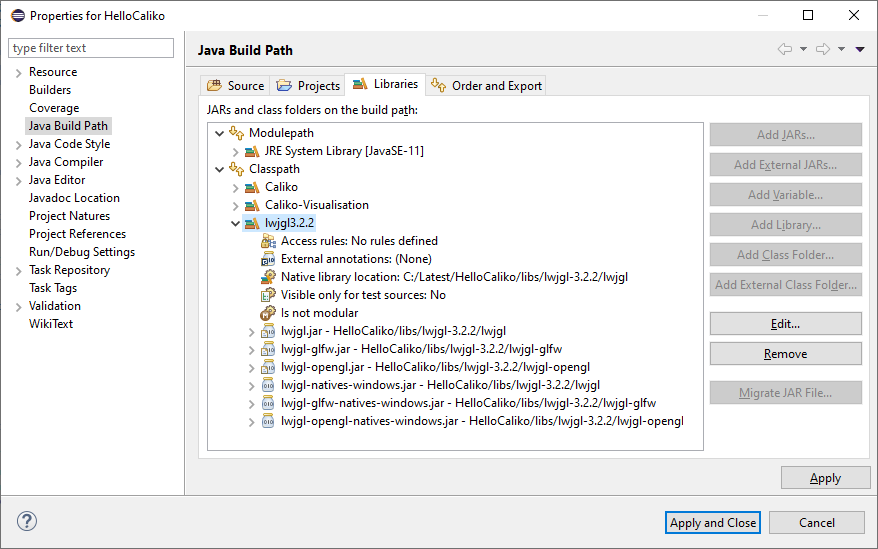 Properties for HelloCaliko
type filter text
Resource
Builders
Coverage
Java Build Path
Java Code Style
Java Compiler
Java Editor
Javadoc Location
Project Natures
Project References
Run/Debug Settings
Task Repository
Task Tags
Validation
WikiText
Java Build Path
Source Projects Libraries Order and Export
JARs and class folders on the build path:
Modulepath
JRE System Library [JavaSE-11]
Classpath
Caliko
Caliko-Visualisation
lwjgl3.2.2
Access rules: No rules defined
External annotations: (None)
Native library location: C:/Latest/HelloCaliko/libs/lwjgl-3.2.2/lwjgl
Visible only for test sources: No
Is not modular
lwjgl.jar - HelloCaliko/libs/lwjgl-3.2.2/lwjgl
lwjgl-glfw.jar - HelloCaliko/libs/lwjgl-3.2.2/lwjgl-glfw
lwjgl-opengl.jar - HelloCaliko/libs/lwjgl-3.2.2/lwjgl-opengl
lwjgl-natives-windows.jar - HelloCaliko/libs/lwjgl-3.2.2/lwjgl
lwjgl-glfw-natives-windows.jar - HelloCaliko/libs/lwjgl-3.2.2/lwjgl-glfw
lwjgl-opengl-natives-windows.jar - HelloCaliko/libs/lwjgl-3.2.2/lwjgl-opengl
Add JARs...
Add External JARs...
Add Variable...
Add Library...
Add Class Folder...
Add External Class Folder...
Edit...
Remove
Migrate JAR File...
Apply
Apply and Close
Cancel